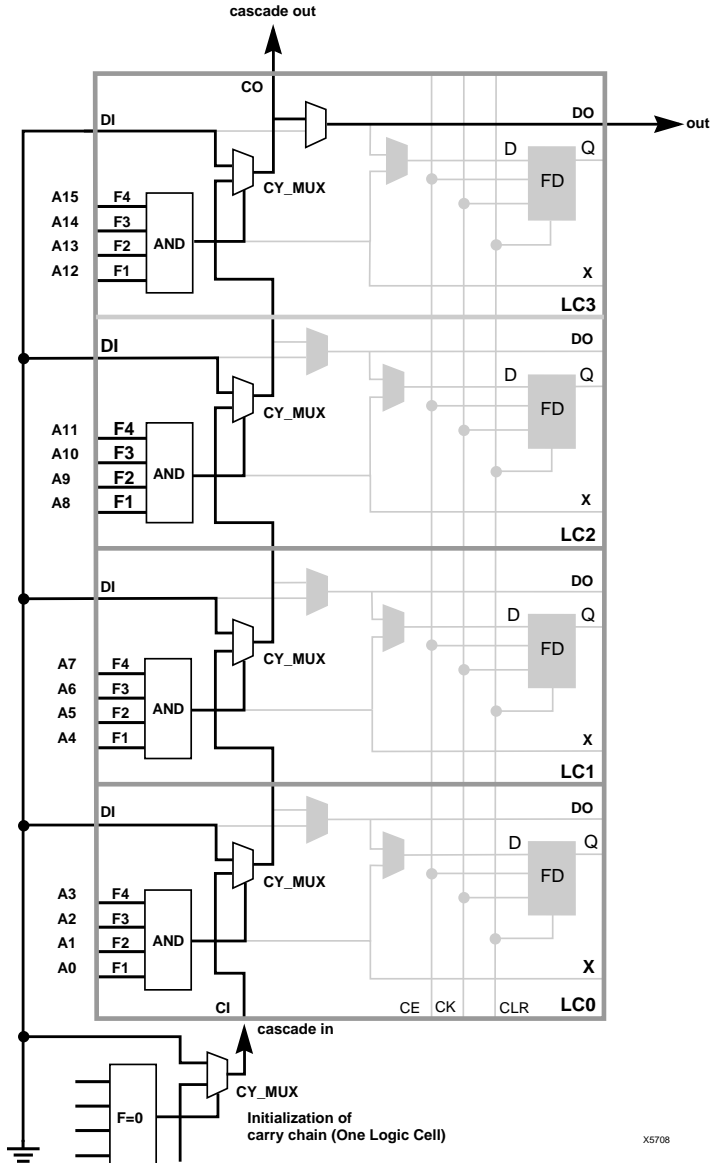 cascade out
CO
DI
DO
out
D
Q
FD
CY_MUX
A15
F4
A14
F3
AND
A13
F2
A12
F1
X
LC3
DI
DO
D
Q
FD
CY_MUX
A11
F4
A10
F3
AND
A9
F2
A8
F1
X
LC2
DI
DO
D
Q
FD
CY_MUX
A7
F4
A6
F3
AND
A5
F2
A4
F1
X
LC1
DI
DO
D
Q
FD
CY_MUX
A3
F4
A2
F3
AND
A1
F2
A0
F1
X
CI
CE
CK
CLR
LC0
cascade in
CY_MUX
F=0
Initialization of
carry chain (One Logic Cell)
X5708